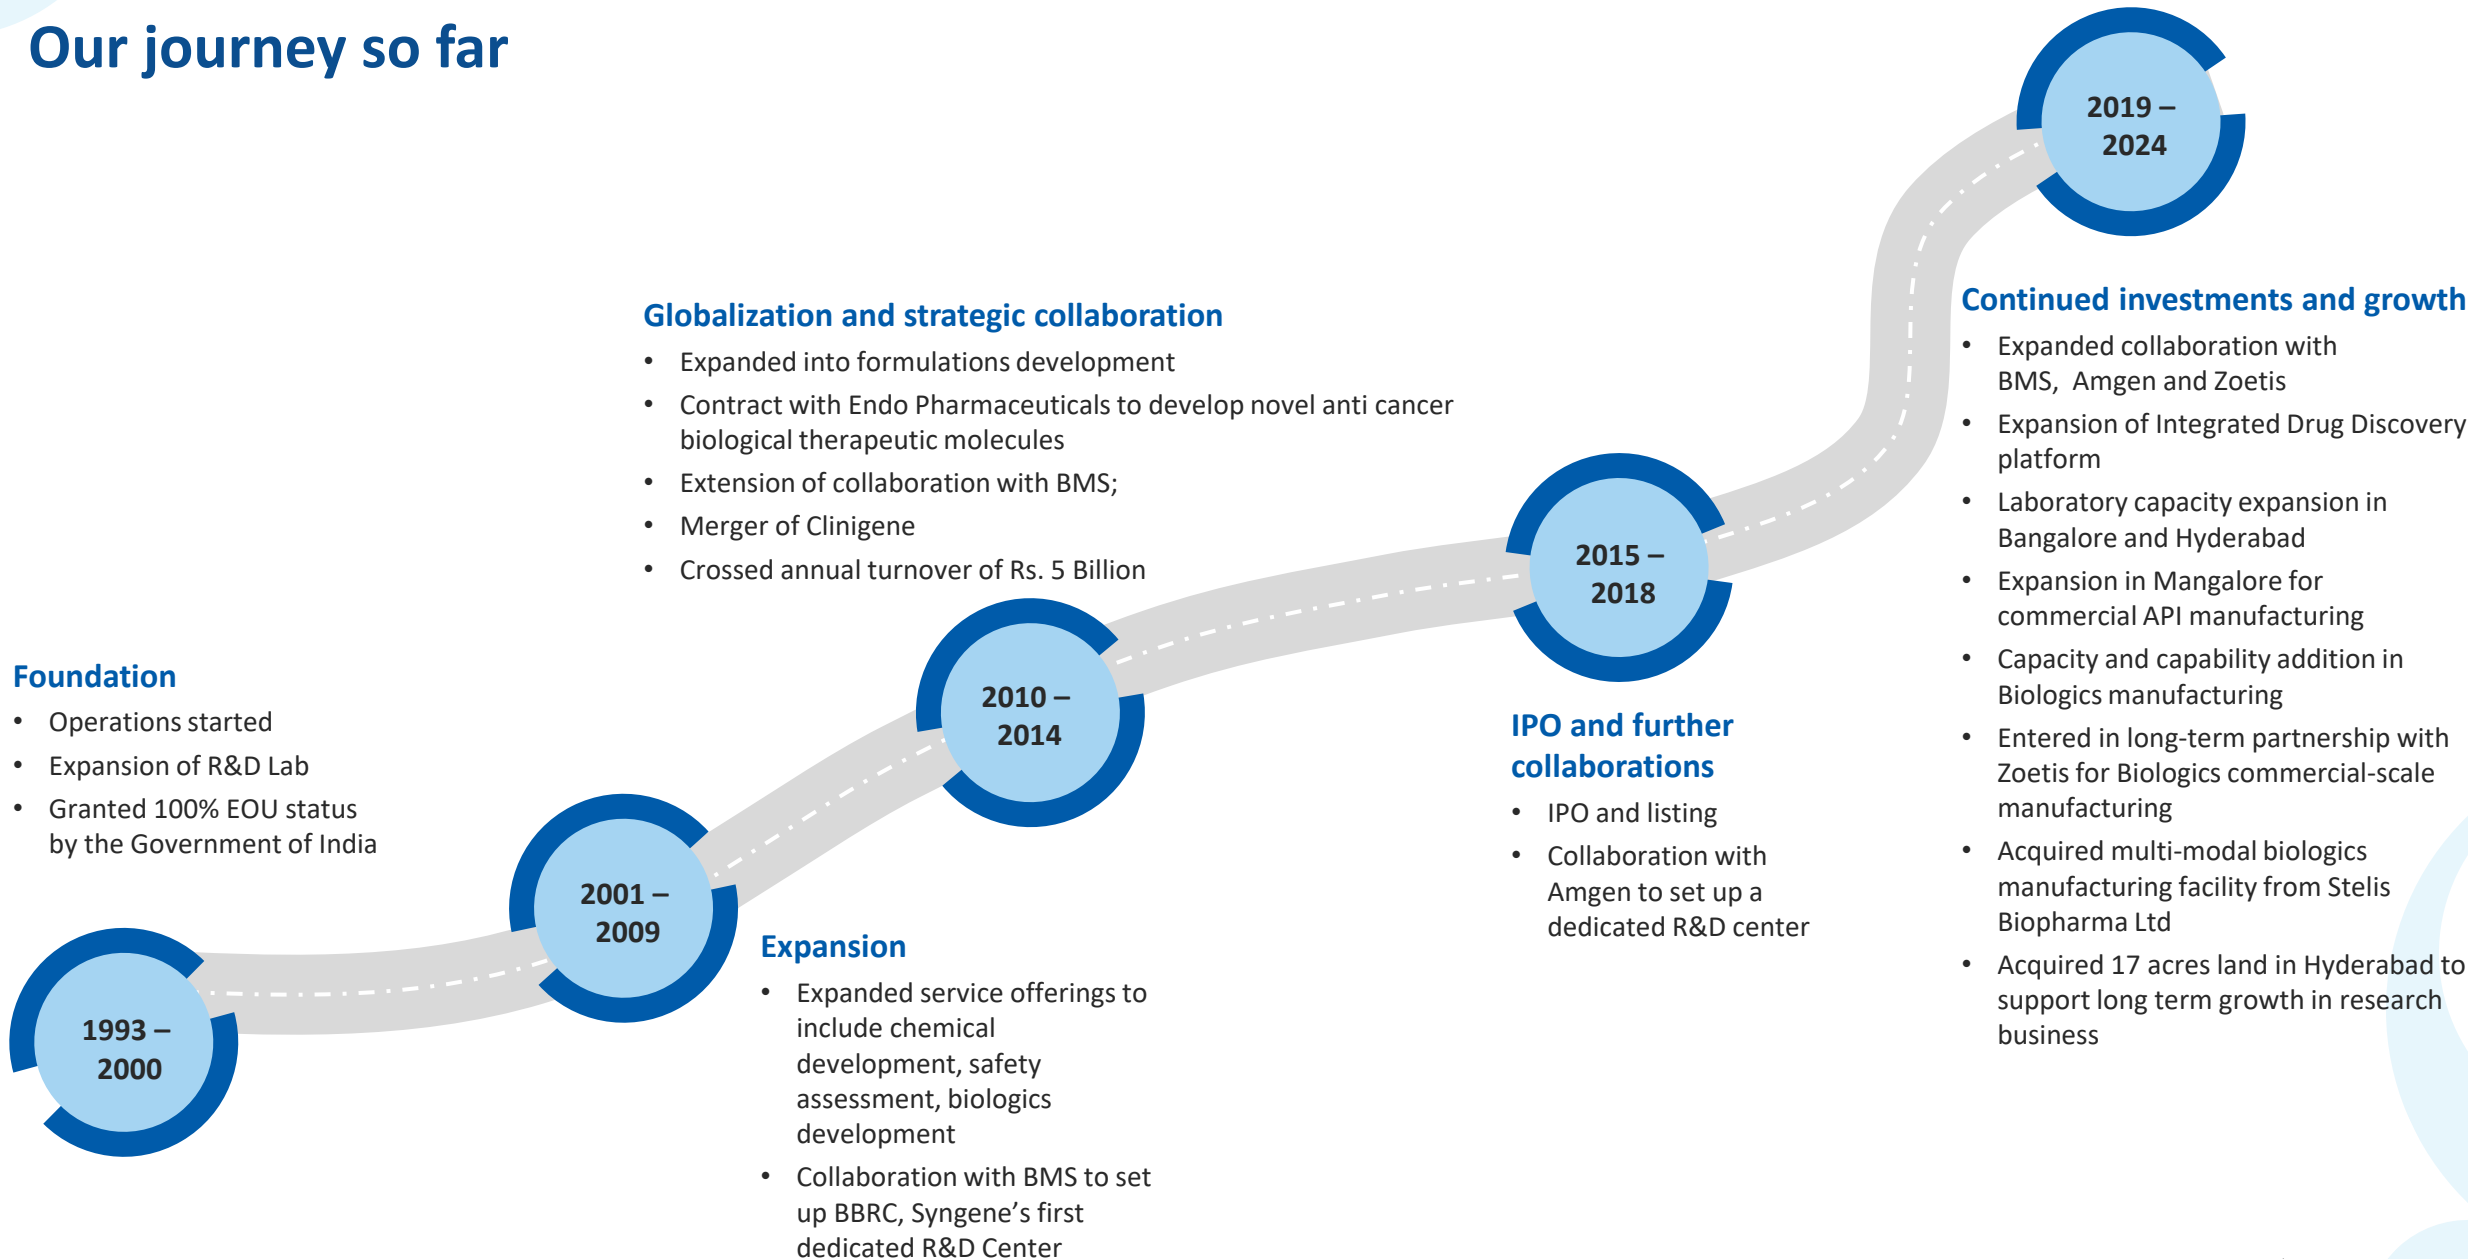 Our journey so far
1993 –
2000
Foundation
• Operations started
• Expansion of R&D Lab
• Granted 100% EOU status
by the Government of India
2001 –
2009
Expansion
• Expanded service offerings to
include chemical
development, safety
assessment, biologics
development
• Collaboration with BMS to set
up BBRC, Syngene’s first
dedicated R&D Center
2010 –
2014
Globalization and strategic collaboration
• Expanded into formulations development
• Contract with Endo Pharmaceuticals to develop novel anti cancer
biological therapeutic molecules
• Extension of collaboration with BMS;
• Merger of Clinigene
• Crossed annual turnover of Rs. 5 Billion
2015 –
2018
IPO and further
collaborations
• IPO and listing
• Collaboration with
Amgen to set up a
dedicated R&D center
2019 –
2024
Continued investments and growth
• Expanded collaboration with
BMS, Amgen and Zoetis
• Expansion of Integrated Drug Discovery
platform
• Laboratory capacity expansion in
Bangalore and Hyderabad
• Expansion in Mangalore for
commercial API manufacturing
• Capacity and capability addition in
Biologics manufacturing
• Entered in long-term partnership with
Zoetis for Biologics commercial-scale
manufacturing
• Acquired multi-modal biologics
manufacturing facility from Stelis
Biopharma Ltd
• Acquired 17 acres land in Hyderabad to
support long term growth in research
business